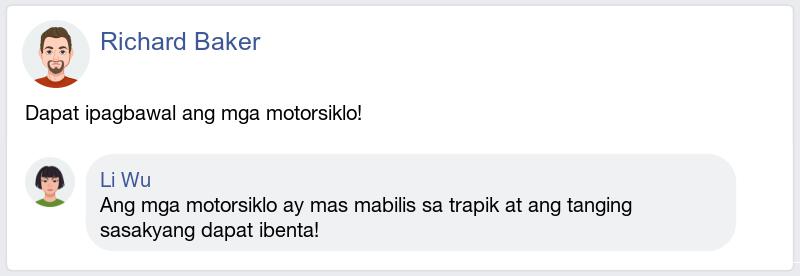 Richard Baker
Dapat ipagbawal ang mga motorsiklo!
Li Wu
Ang mga motorsiklo ay mas mabilis sa trapik at ang tanging
sasakyang dapat ibenta!